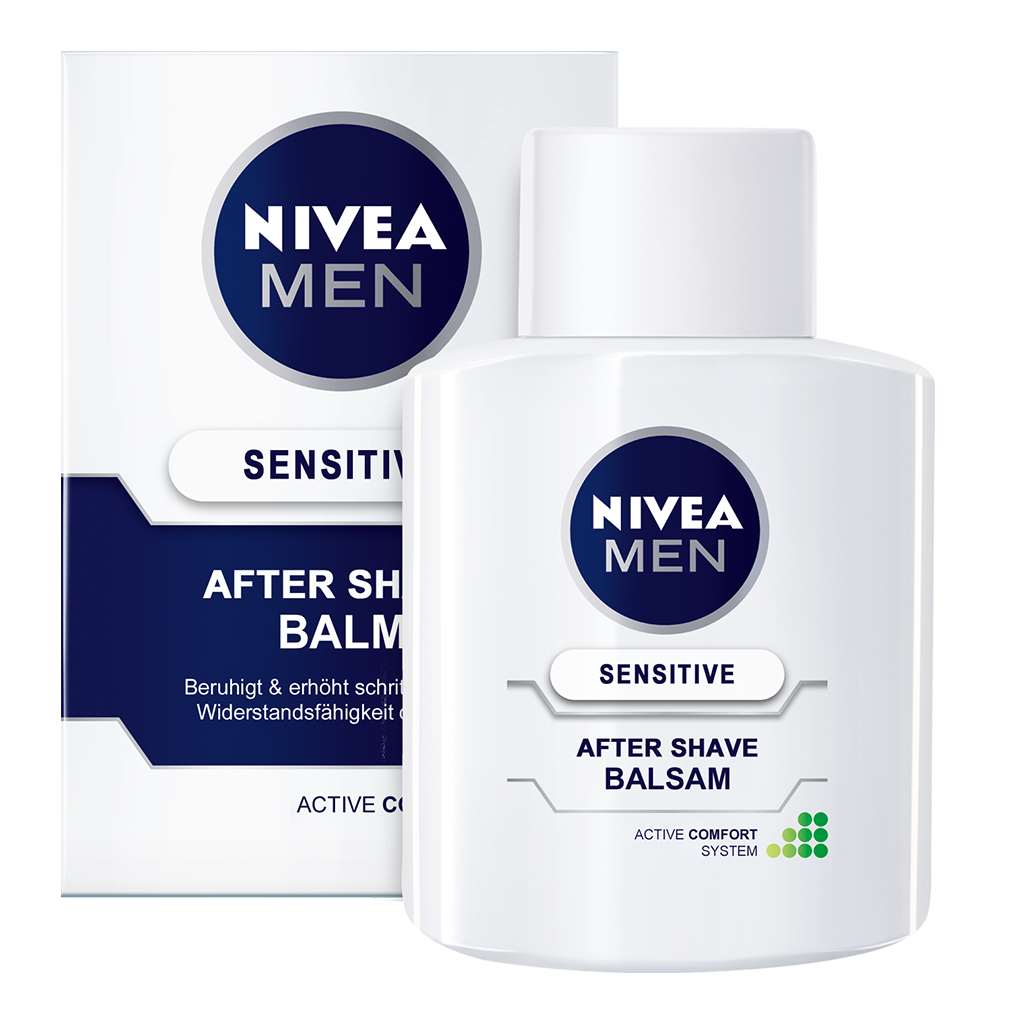 NIVEA
MEN
SENSITIV
AFTER SHA
BALM
Beruhigt & erhöht schrit
Widerstandsfähigkeit
ACTIVE CO
NIVEA
MEN
SENSITIVE
AFTER SHAVE
BALSAM
ACTIVE COMFORT
SYSTEM